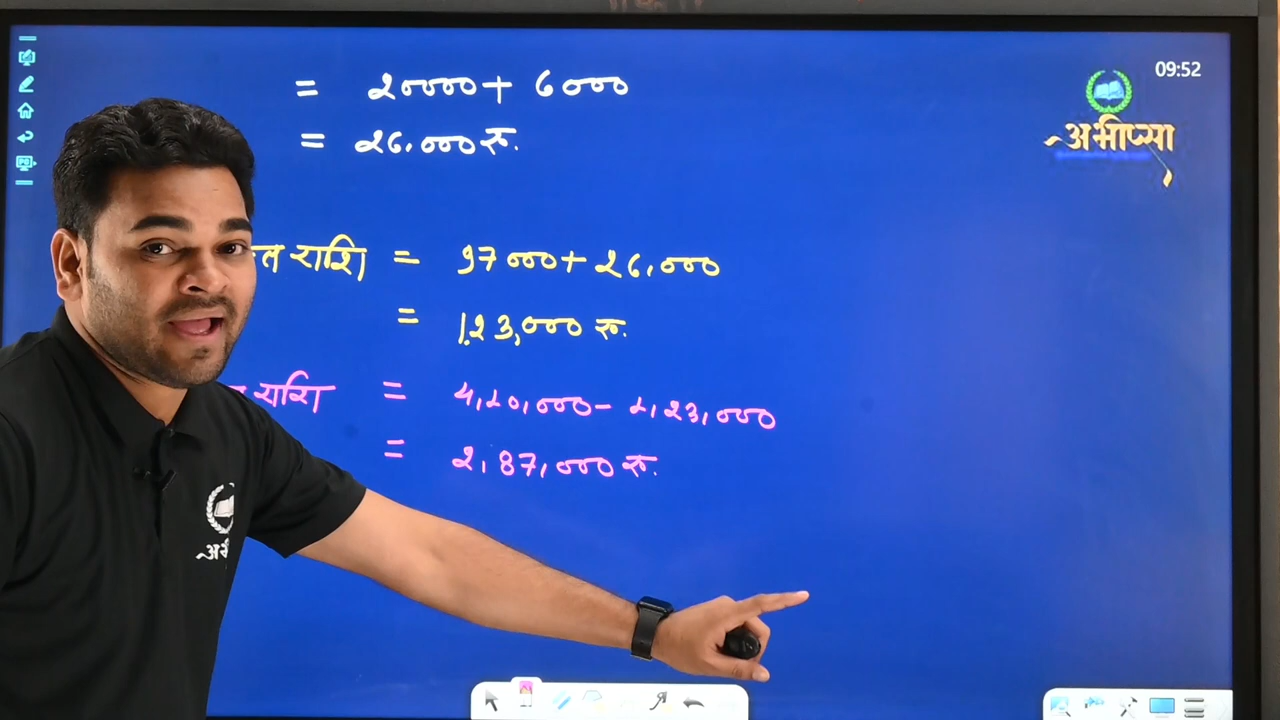 09:52
अभीप्सा
= 20000 + 6000
= 26,000 रू.
राशि = 97000 + 26,000
= 1,23,000 रू.
राशि = 4,10,000 - 1,23,000
= 2,87,000 रू.